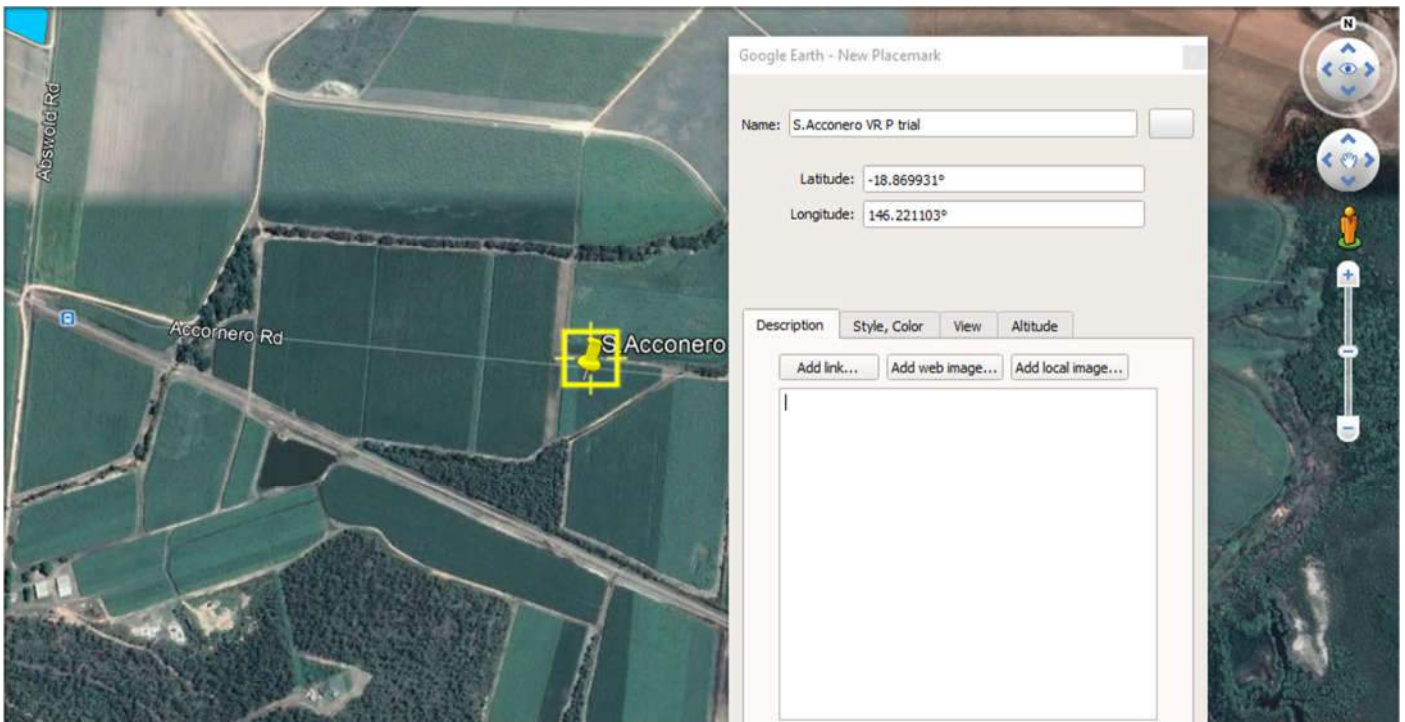 Google Earth - New Placemark
N
Name: S.Acconero VR P trial
Latitude: -18.869931°
Longitude: 146.221103°
Abswold Rd
Accornero Rd
S.Acconero
Description Style, Color View Altitude
Add link... Add web image... Add local image...